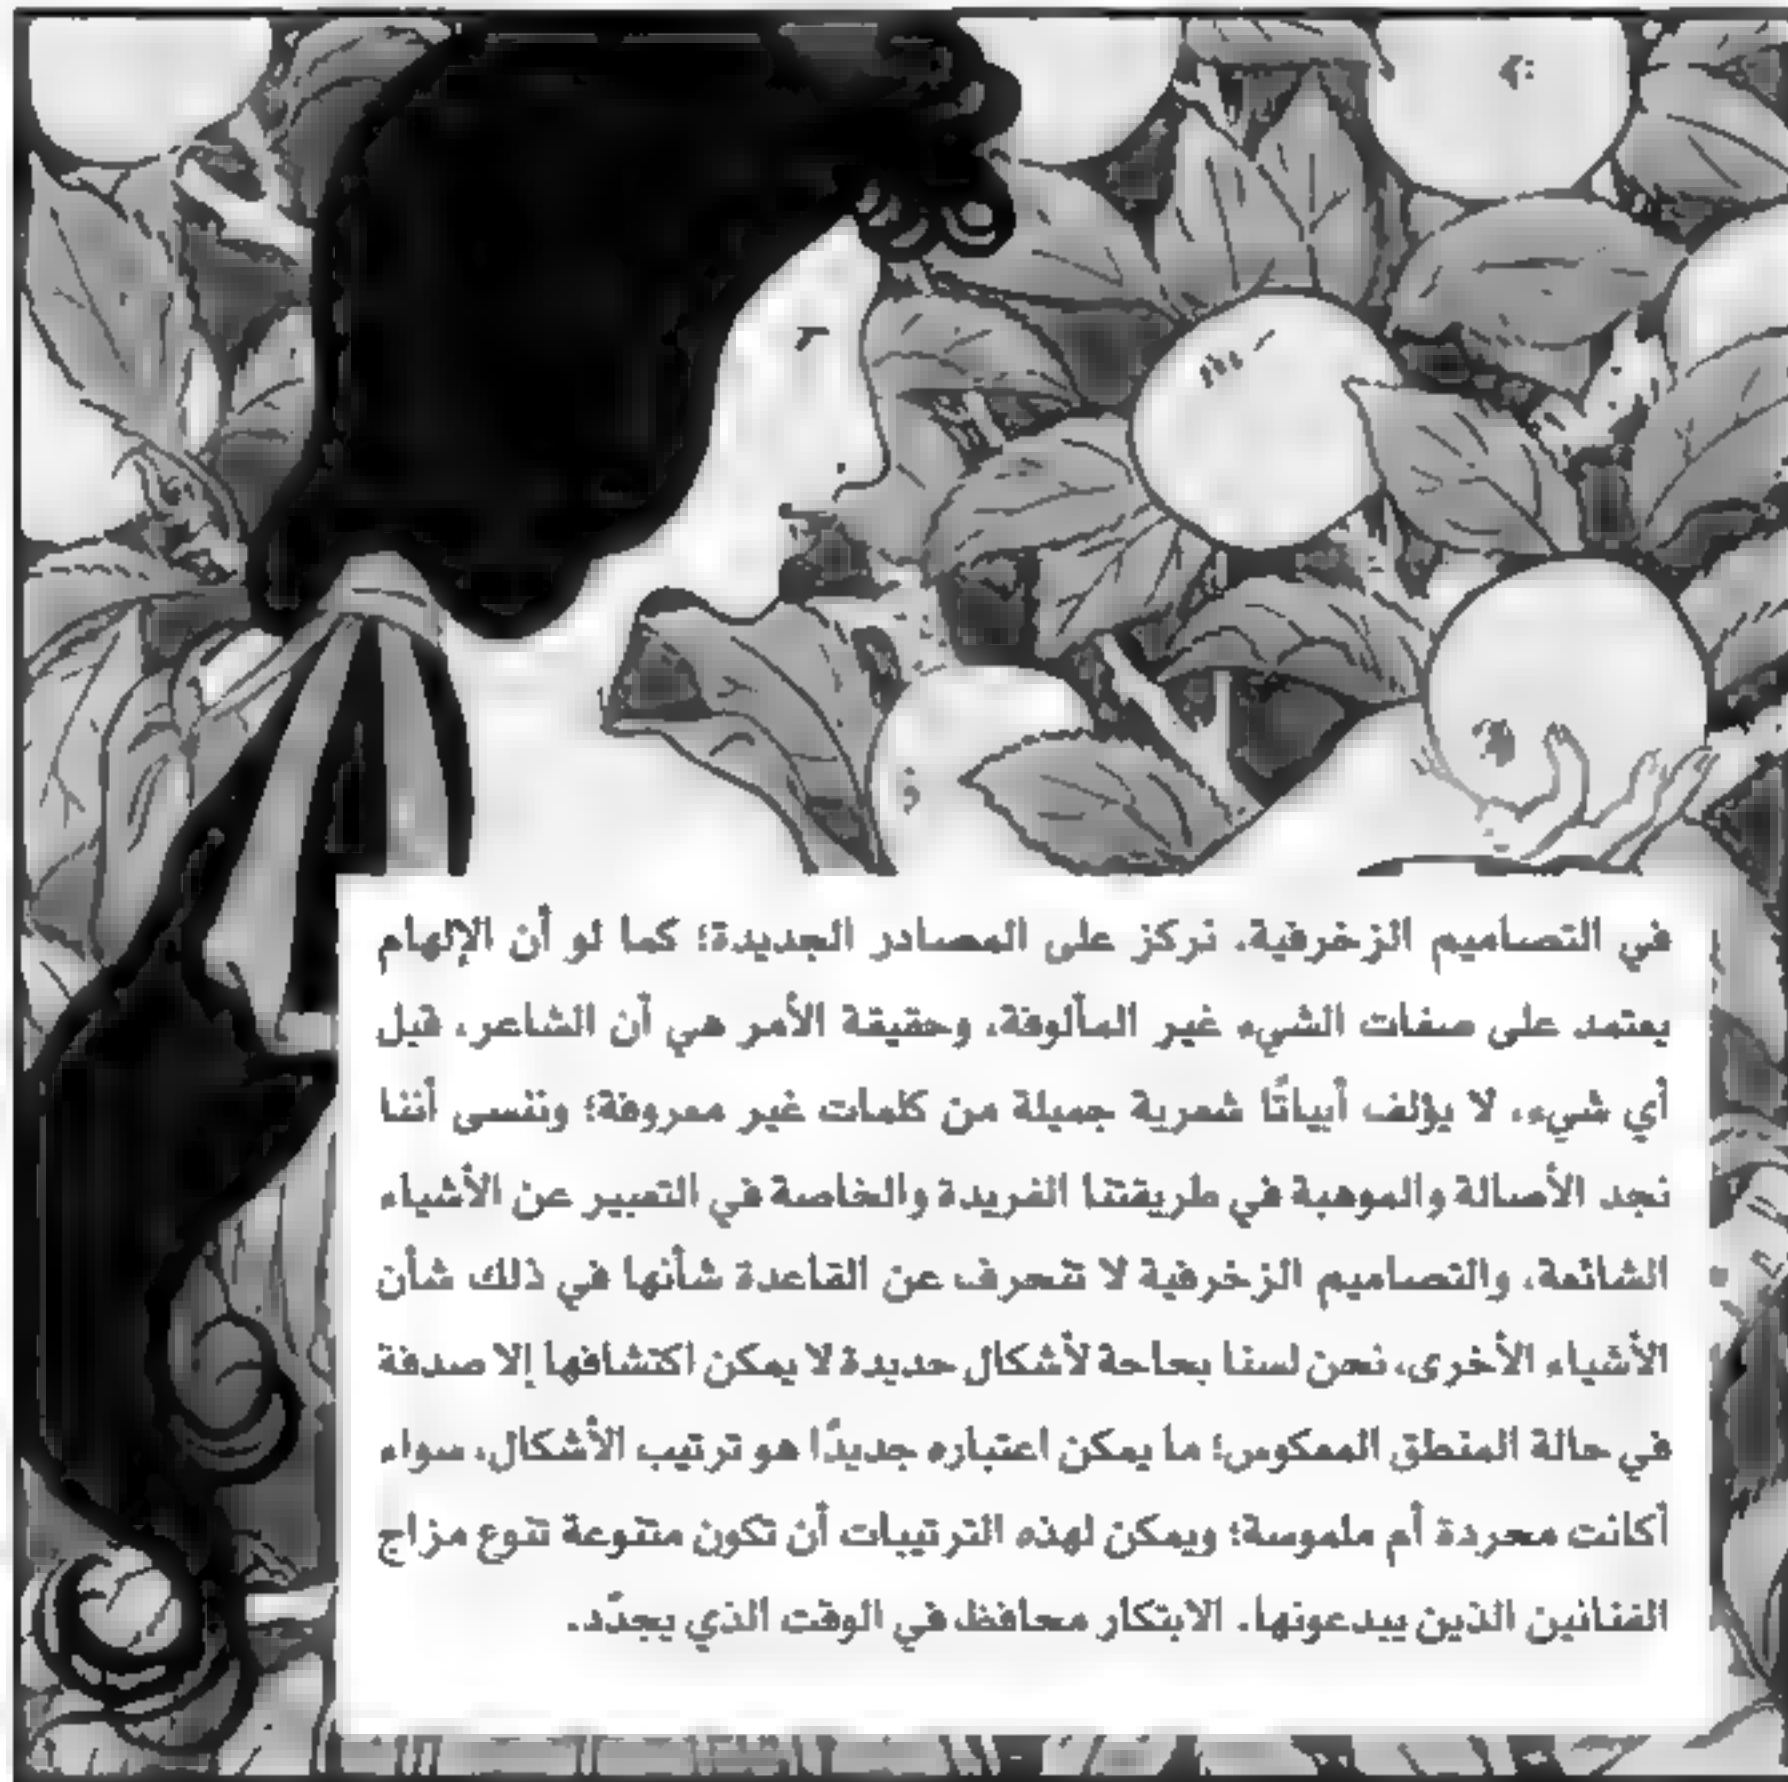 في التصاميم الزخرفية، نركز على المصادر الجديدة؛ كما لو أن الإلهام
يعتمد على صفات الشيء غير المألوفة، وحقيقة الأمر هي أن الشاعر، قبل
أي شيء، لا يؤلف أبياتًا شعرية جميلة من كلمات غير معروفة؛ وننسى أننا
نجد الأصالة والموهبة في طريقتنا الفريدة والخاصة في التعبير عن الأشياء
الشائعة، والتصاميم الزخرفية لا تنحرف عن القاعدة شأنها في ذلك شأن
الأشياء الأخرى، نحن لسنا بحاجة لأشكال جديدة لا يمكن اكتشافها إلا صدفة
في حالة المنطق المعكوس؛ ما يمكن اعتباره جديدًا هو ترتيب الأشكال، سواء
أكانت مجردة أم ملموسة؛ ويمكن لهذه الترتيبات أن تكون متنوعة تنوع مزاج
الفنانين الذين يبدعونها. الابتكار محافظ في الوقت الذي يجدّد.